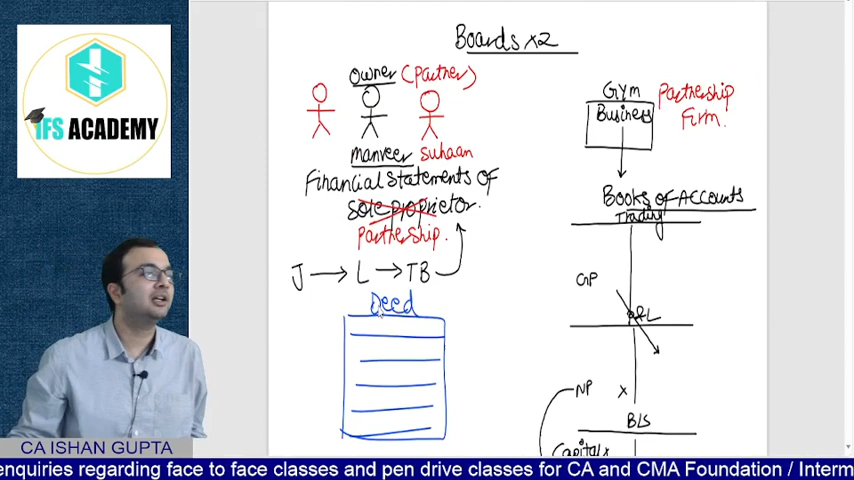 IFS ACADEMY
Boards x2
Owner (Partner)
manveer suhaan
Financial Statements of
Sole proprietor.
Partnership.
J → L → TB
Deed
GYM
Business
Partnership
Firm.
Books of Accounts
Trading
GP
P&L
NP x
B/S
Capital x
CA ISHAN GUPTA
enquiries regarding face to face classes and pen drive classes for CA and CMA Foundation / Interm